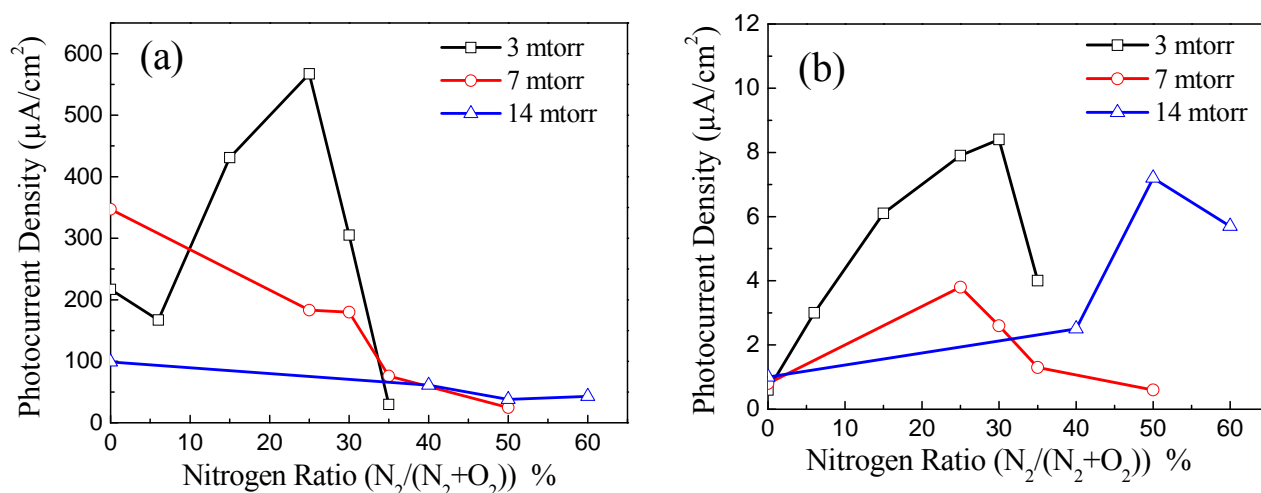 (a)
3 mtorr
7 mtorr
14 mtorr
Photocurrent Density (µA/cm²)
600
500
400
300
200
100
0
0 10 20 30 40 50 60
Nitrogen Ratio (N₂/(N₂+O₂)) %
(b)
3 mtorr
7 mtorr
14 mtorr
Photocurrent Density (µA/cm²)
12
10
8
6
4
2
0
0 10 20 30 40 50 60
Nitrogen Ratio (N₂/(N₂+O₂)) %